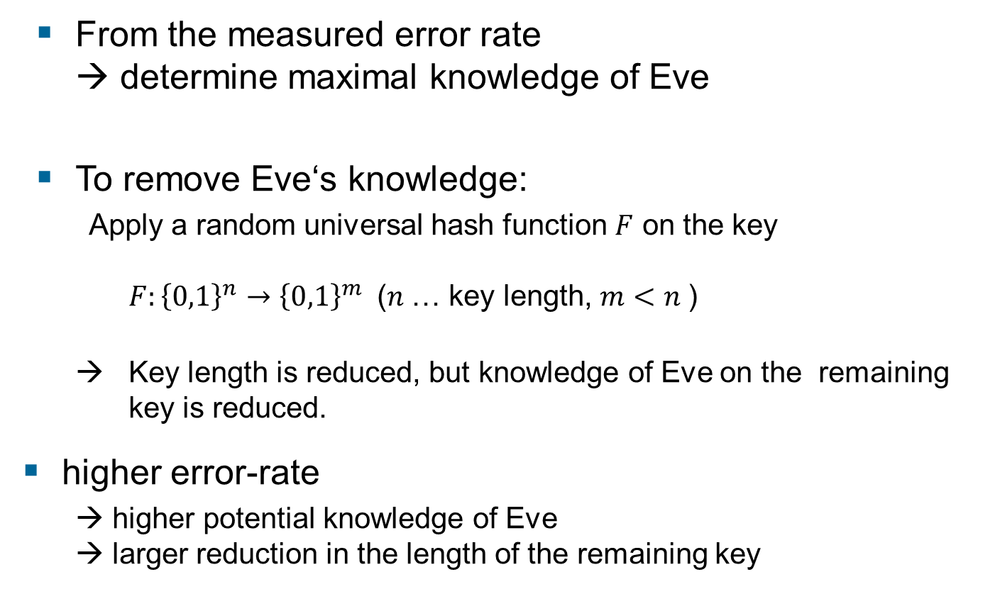 ▪ From the measured error rate
→ determine maximal knowledge of Eve
▪ To remove Eve‘s knowledge:
Apply a random universal hash function 𝐹 on the key
𝐹: {0,1}ⁿ → {0,1}ᵐ (𝑛 … key length, 𝑚 < 𝑛 )
→ Key length is reduced, but knowledge of Eve on the remaining
key is reduced.
▪ higher error-rate
→ higher potential knowledge of Eve
→ larger reduction in the length of the remaining key